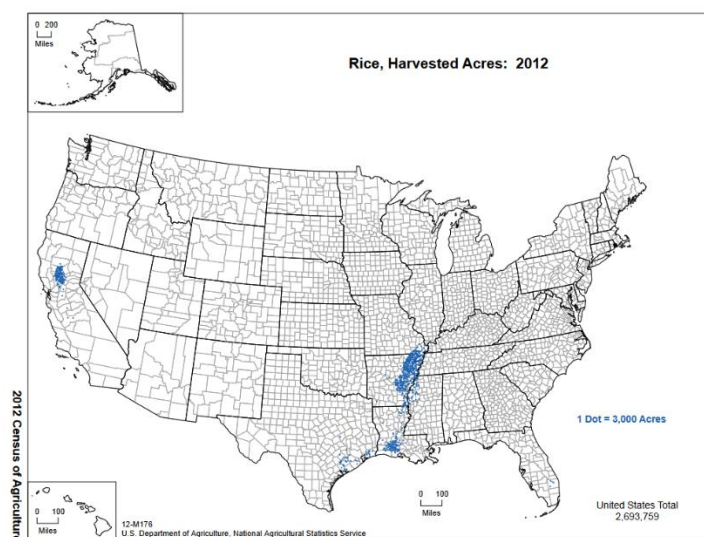 0 200
Miles
Rice, Harvested Acres: 2012
1 Dot = 3,000 Acres
2012 Census of Agriculture
0 100
Miles
0 100
Miles
United States Total
2,693,759
12-M176
U.S. Department of Agriculture, National Agricultural Statistics Service